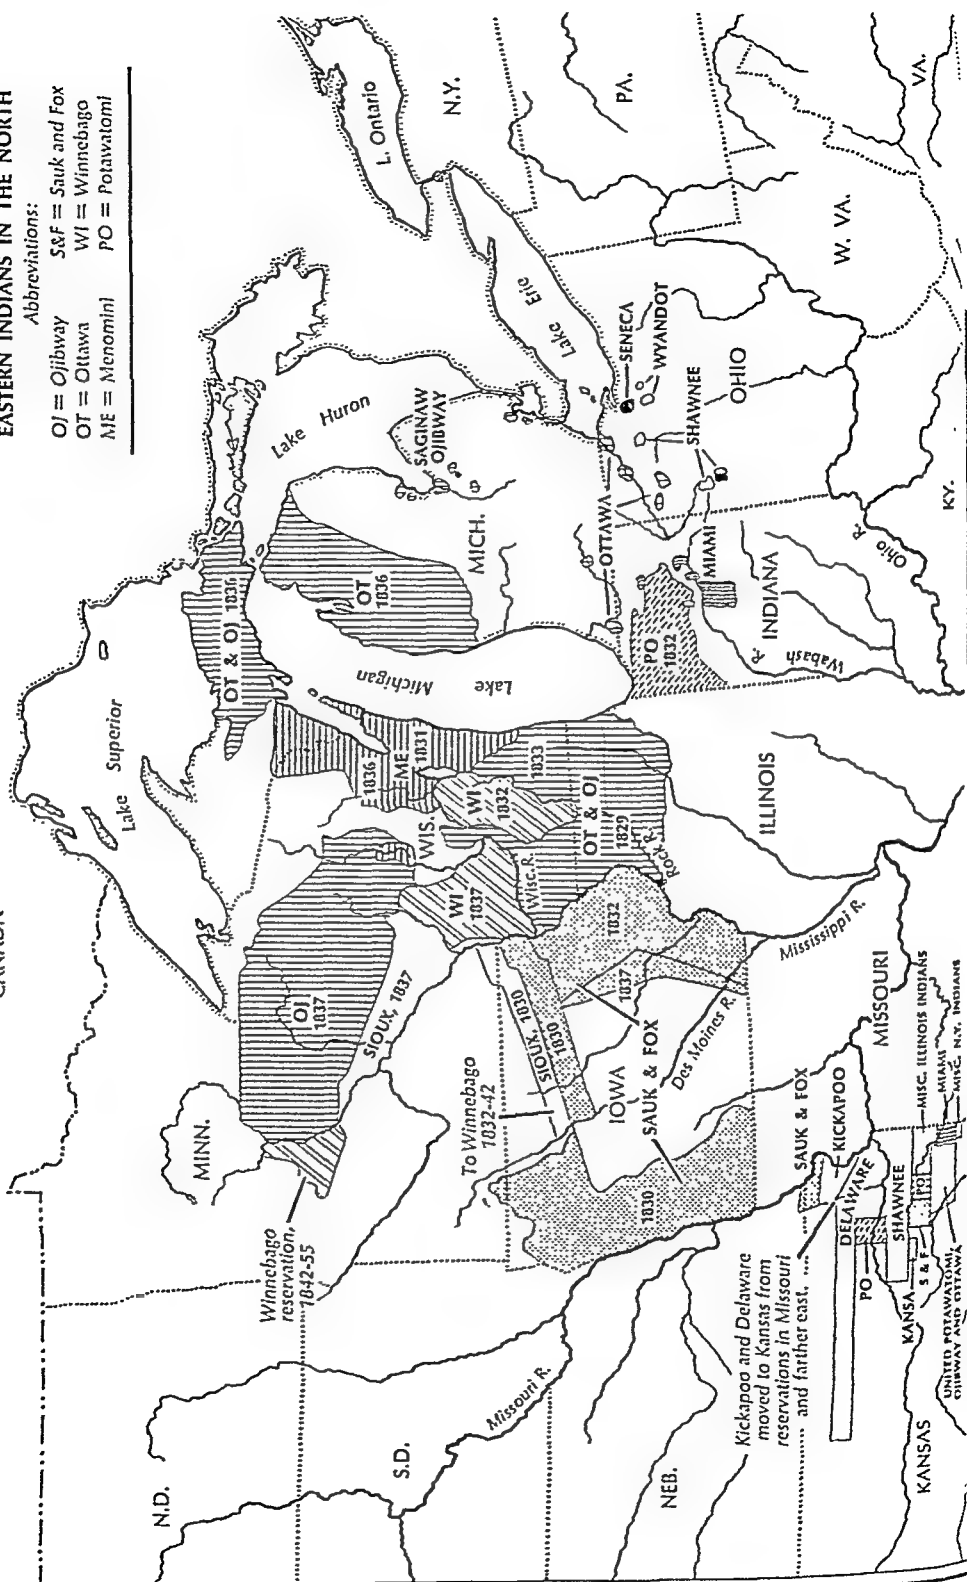 EASTERN INDIANS IN THE NORTH
Abbreviations:
OJ = Ojibway S&F = Sauk and Fox
OT = Ottawa WI = Winnebago
ME = Menomini PO = Potawatomi
CANADA
Lake Superior
Lake Huron
Lake Michigan
L. Ontario
Lake Erie
N.Y.
PA.
VA.
W. VA.
KY.
OHIO
INDIANA
MICH.
ILLINOIS
WIS.
MINN.
IOWA
MISSOURI
N.D.
S.D.
NEB.
KANSAS
OT & OJ 1836
OT
1836
SAGINAW
OJIBWAY
OTTAWA
SENECA
WYANDOT
SHAWNEE
MIAMI
PO
1832
Wabash R.
Ohio R.
1836
ME
1831
WI
1832
1833
OT & OJ
1829
Rock R.
Wisc. R.
WI
1837
OJ
1837
SIOUX, 1837
SIOUX, 1830
1830
1832
1837
SAUK & FOX
1830
Des Moines R.
Mississippi R.
Missouri R.
To Winnebago
1832-42
Winnebago
reservation,
1842-55
Kickapoo and Delaware
moved to Kansas from
reservations in Missouri
and farther east.
SAUK & FOX
KICKAPOO
DELAWARE
PO
SHAWNEE
KANSA
S & F
PO
MISC. ILLINOIS INDIANS
MIAMI
MISC. N.Y. INDIANS
UNITED POTAWATOMI,
OJIBWAY AND OTTAWA